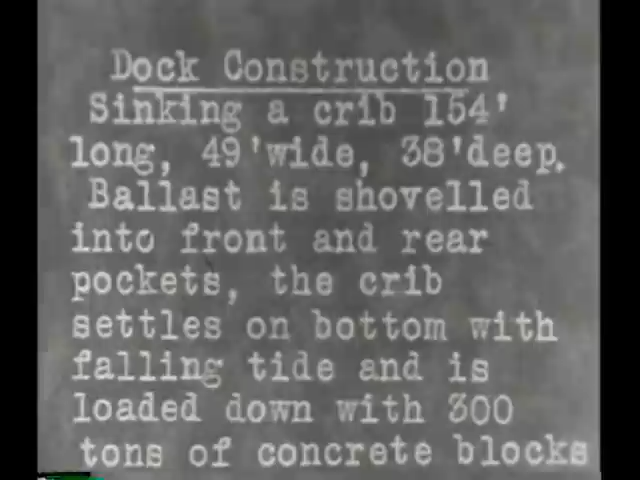 Dock Construction
Sinking a crib 154'
long, 49'wide, 38'deep.
Ballast is shovelled
into front and rear
pockets, the crib
settles on bottom with
falling tide and is
loaded down with 300
tons of concrete blocks